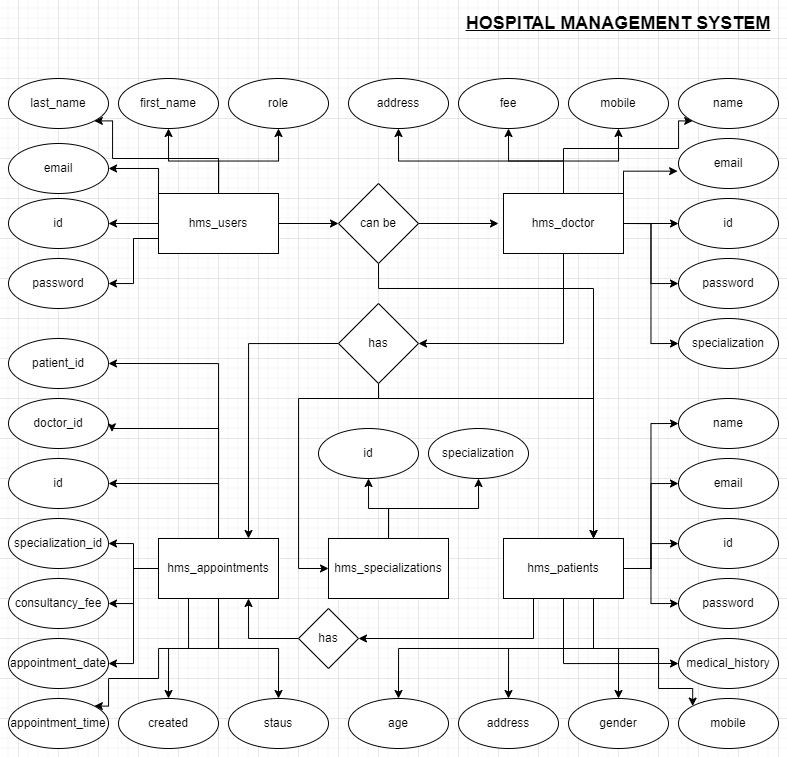 HOSPITAL MANAGEMENT SYSTEM
last_name
first_name
role
address
fee
mobile
name
email
email
id
hms_users
can be
hms_doctor
id
password
password
has
specialization
patient_id
doctor_id
name
id
specialization
id
email
specialization_id
hms_appointments
hms_specializations
hms_patients
id
consultancy_fee
password
has
appointment_date
medical_history
appointment_time
created
staus
age
address
gender
mobile